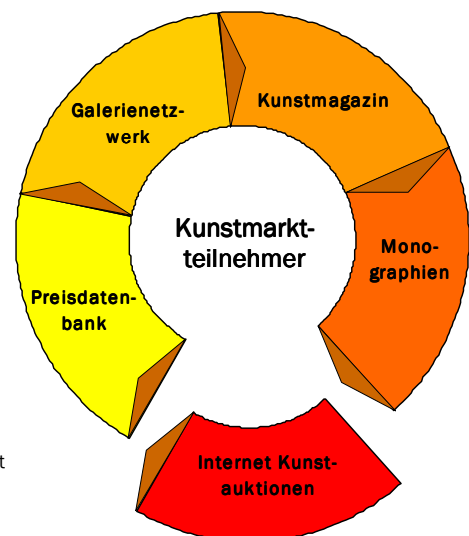 Galerienetz-
werk
Kunstmagazin
Kunstmarkt-
teilnehmer
Mono-
graphien
Preisdaten-
bank
t
Internet Kunst-
auktionen